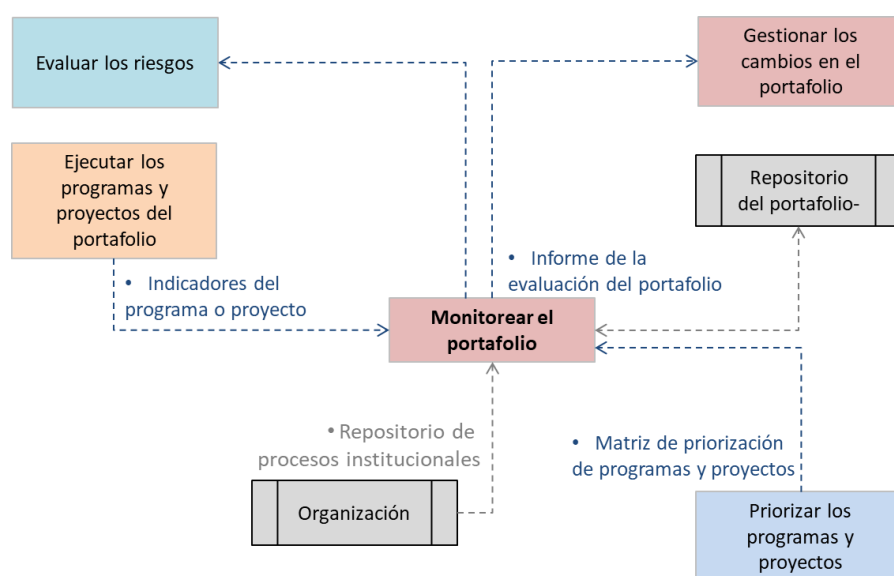 Evaluar los riesgos
Gestionar los
cambios en el
portafolio
Ejecutar los
programas y
proyectos del
portafolio
Repositorio
del portafolio-
• Indicadores del
programa o proyecto
• Informe de la
evaluación del portafolio
Monitorear el
portafolio
• Repositorio de
procesos institucionales
• Matriz de priorización
de programas y proyectos
Organización
Priorizar los
programas y
proyectos